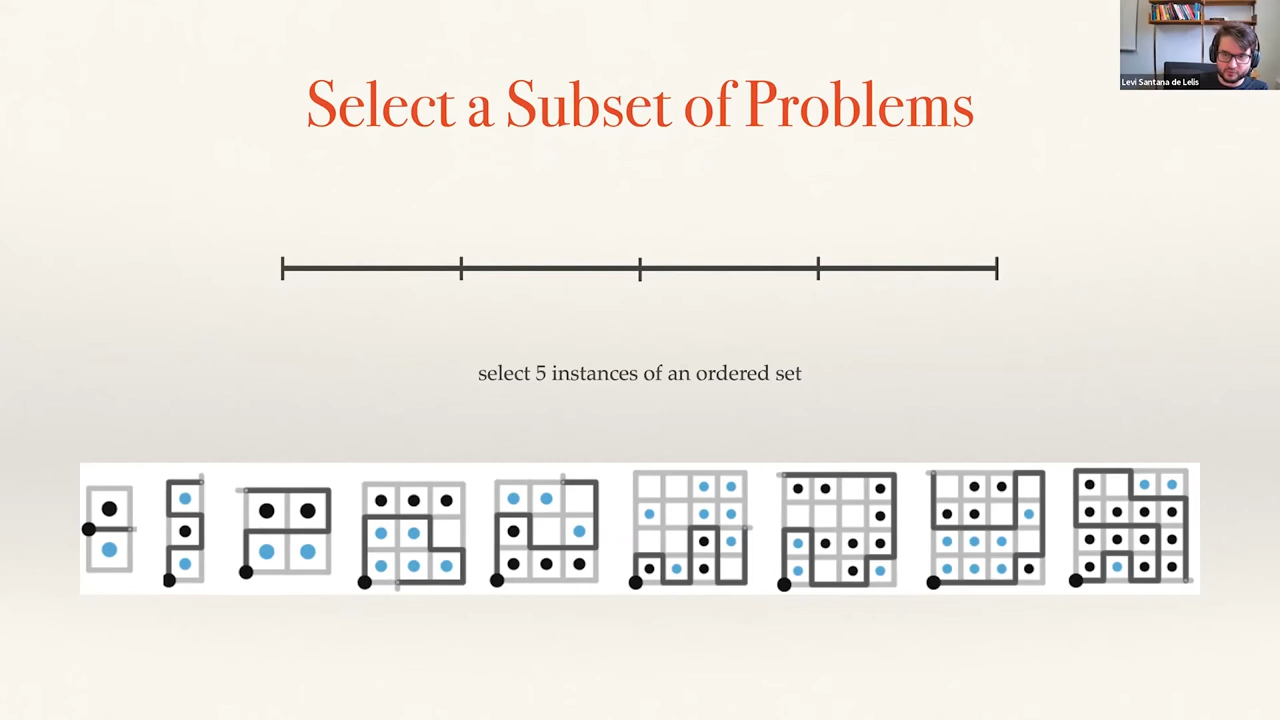 Select a Subset of Problems
Levi Santana de Lelis
select 5 instances of an ordered set